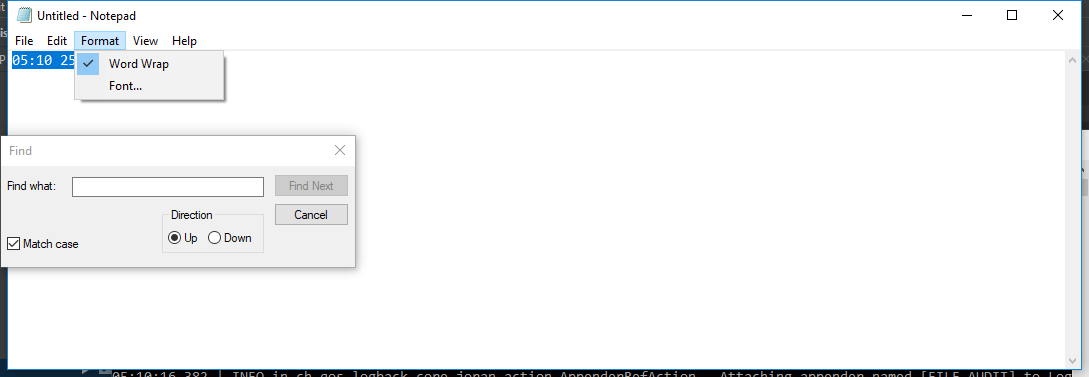 Untitled - Notepad
File Edit Format View Help
05:10 25
Word Wrap
Font...
Find
Find what:
Find Next
Direction
Cancel
Up Down
Match case
05:10:16.382 | INFO in ch.qos.logback.core.joran.action.AppenderRefAction - Attaching appender named [FILE_AUDIT] to Log